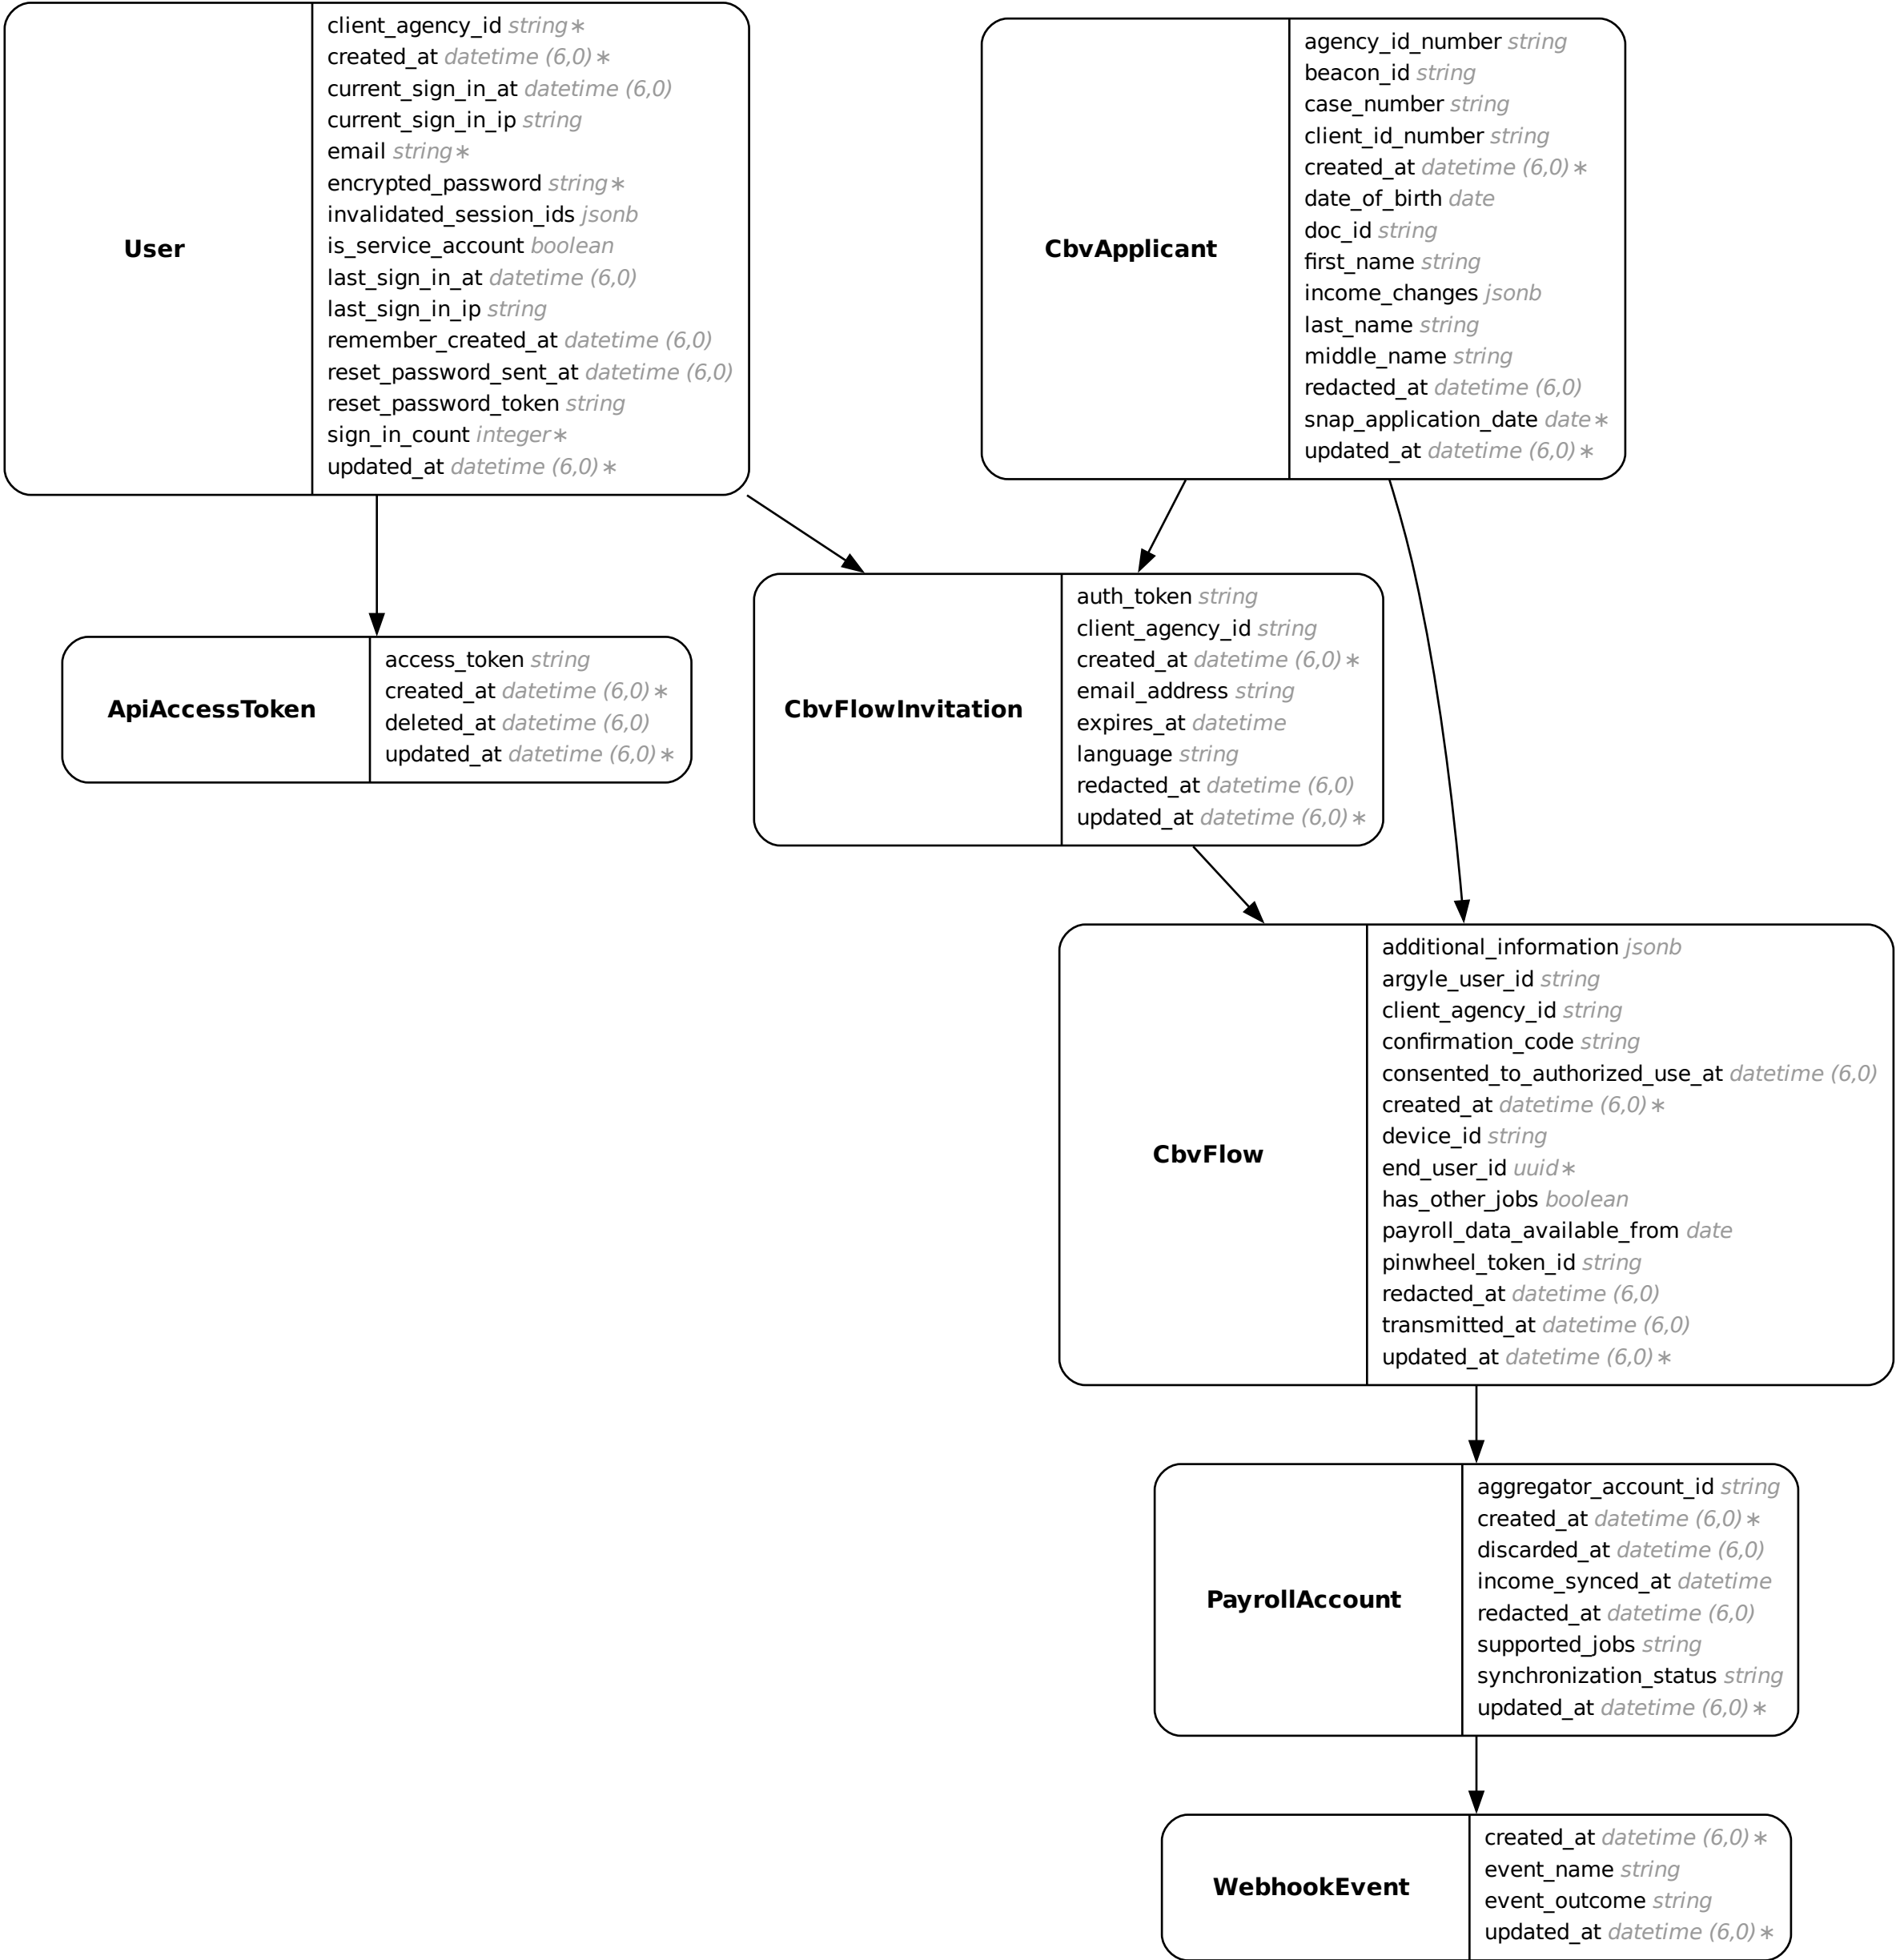 User
client_agency_id string ∗
created_at datetime (6,0) ∗
current_sign_in_at datetime (6,0)
current_sign_in_ip string
email string ∗
encrypted_password string ∗
invalidated_session_ids jsonb
is_service_account boolean
last_sign_in_at datetime (6,0)
last_sign_in_ip string
remember_created_at datetime (6,0)
reset_password_sent_at datetime (6,0)
reset_password_token string
sign_in_count integer ∗
updated_at datetime (6,0) ∗
CbvApplicant
agency_id_number string
beacon_id string
case_number string
client_id_number string
created_at datetime (6,0) ∗
date_of_birth date
doc_id string
first_name string
income_changes jsonb
last_name string
middle_name string
redacted_at datetime (6,0)
snap_application_date date ∗
updated_at datetime (6,0) ∗
ApiAccessToken
access_token string
created_at datetime (6,0) ∗
deleted_at datetime (6,0)
updated_at datetime (6,0) ∗
CbvFlowInvitation
auth_token string
client_agency_id string
created_at datetime (6,0) ∗
email_address string
expires_at datetime
language string
redacted_at datetime (6,0)
updated_at datetime (6,0) ∗
CbvFlow
additional_information jsonb
argyle_user_id string
client_agency_id string
confirmation_code string
consented_to_authorized_use_at datetime (6,0)
created_at datetime (6,0) ∗
device_id string
end_user_id uuid ∗
has_other_jobs boolean
payroll_data_available_from date
pinwheel_token_id string
redacted_at datetime (6,0)
transmitted_at datetime (6,0)
updated_at datetime (6,0) ∗
PayrollAccount
aggregator_account_id string
created_at datetime (6,0) ∗
discarded_at datetime (6,0)
income_synced_at datetime
redacted_at datetime (6,0)
supported_jobs string
synchronization_status string
updated_at datetime (6,0) ∗
WebhookEvent
created_at datetime (6,0) ∗
event_name string
event_outcome string
updated_at datetime (6,0) ∗